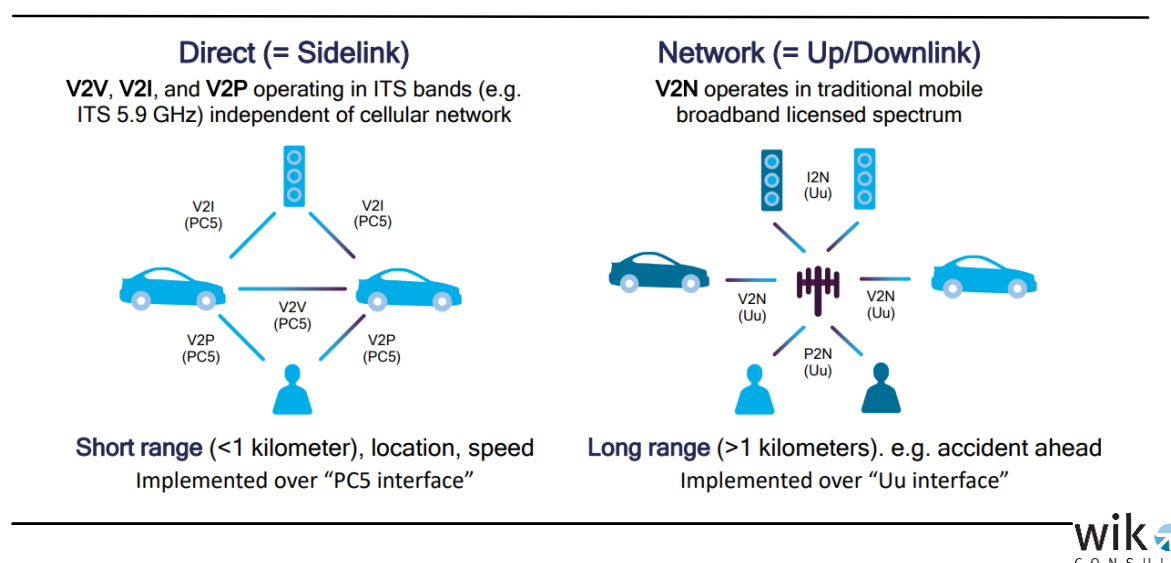 Direct (= Sidelink)
V2V, V2I, and V2P operating in ITS bands (e.g.
ITS 5.9 GHz) independent of cellular network
V2I
(PC5)
V2I
(PC5)
V2V
(PC5)
V2P
(PC5)
V2P
(PC5)
Short range (<1 kilometer), location, speed
Implemented over “PC5 interface”
Network (= Up/Downlink)
V2N operates in traditional mobile
broadband licensed spectrum
I2N
(Uu)
V2N
(Uu)
V2N
(Uu)
P2N
(Uu)
Long range (>1 kilometers). e.g. accident ahead
Implemented over “Uu interface”
wik